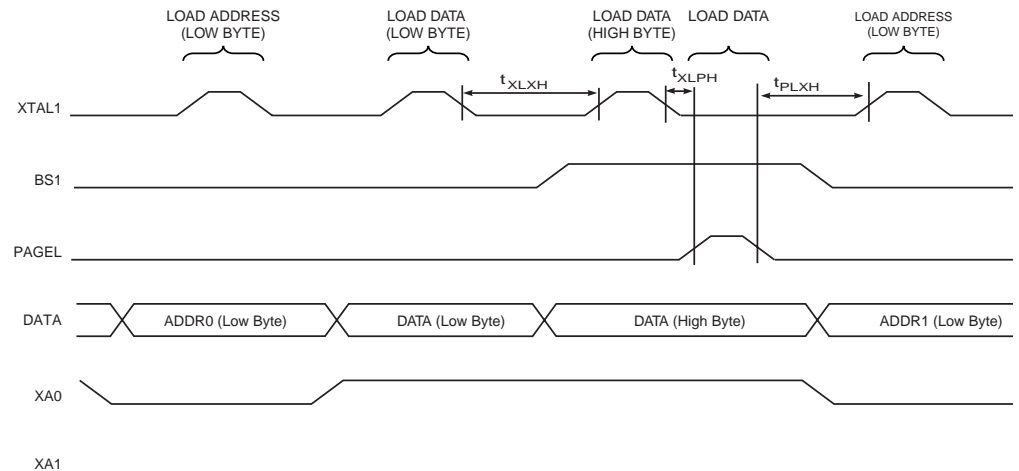 LOAD ADDRESS
(LOW BYTE)
LOAD DATA
(LOW BYTE)
LOAD DATA
(HIGH BYTE)
LOAD DATA
LOAD ADDRESS
(LOW BYTE)
tXLXH
tXLPH
tPLXH
XTAL1
BS1
PAGEL
DATA
ADDR0 (Low Byte)
DATA (Low Byte)
DATA (High Byte)
ADDR1 (Low Byte)
XA0
XA1